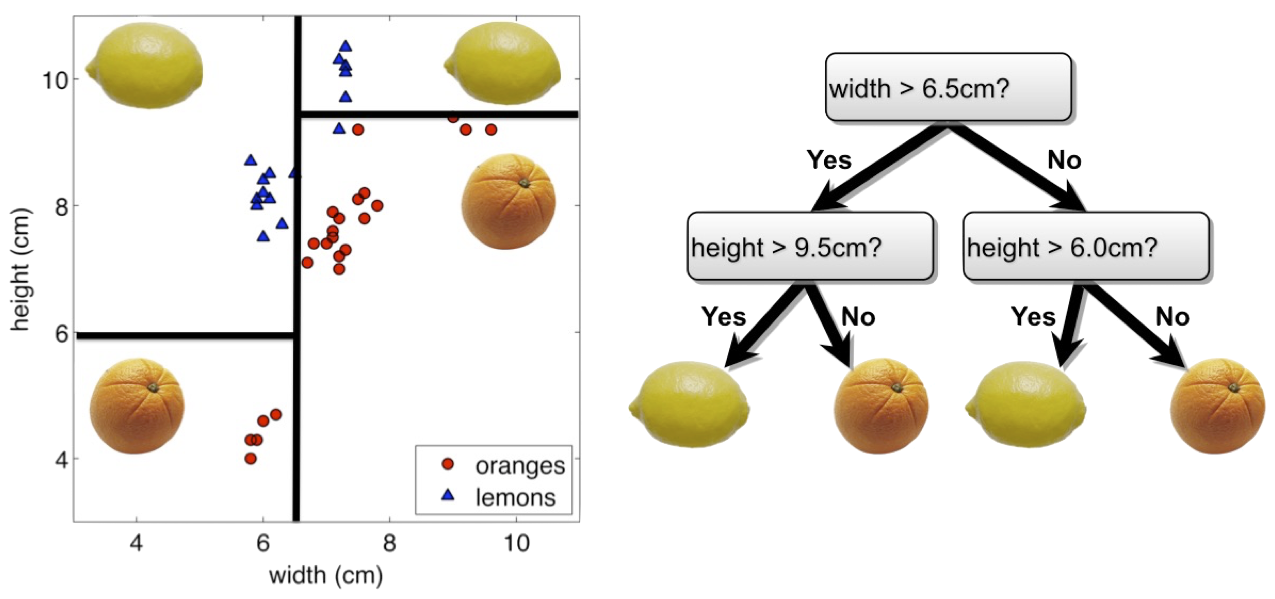 10
8
6
4
height (cm)
4 6 8 10
width (cm)
oranges
lemons
width > 6.5cm?
Yes No
height > 9.5cm? height > 6.0cm?
Yes No Yes No